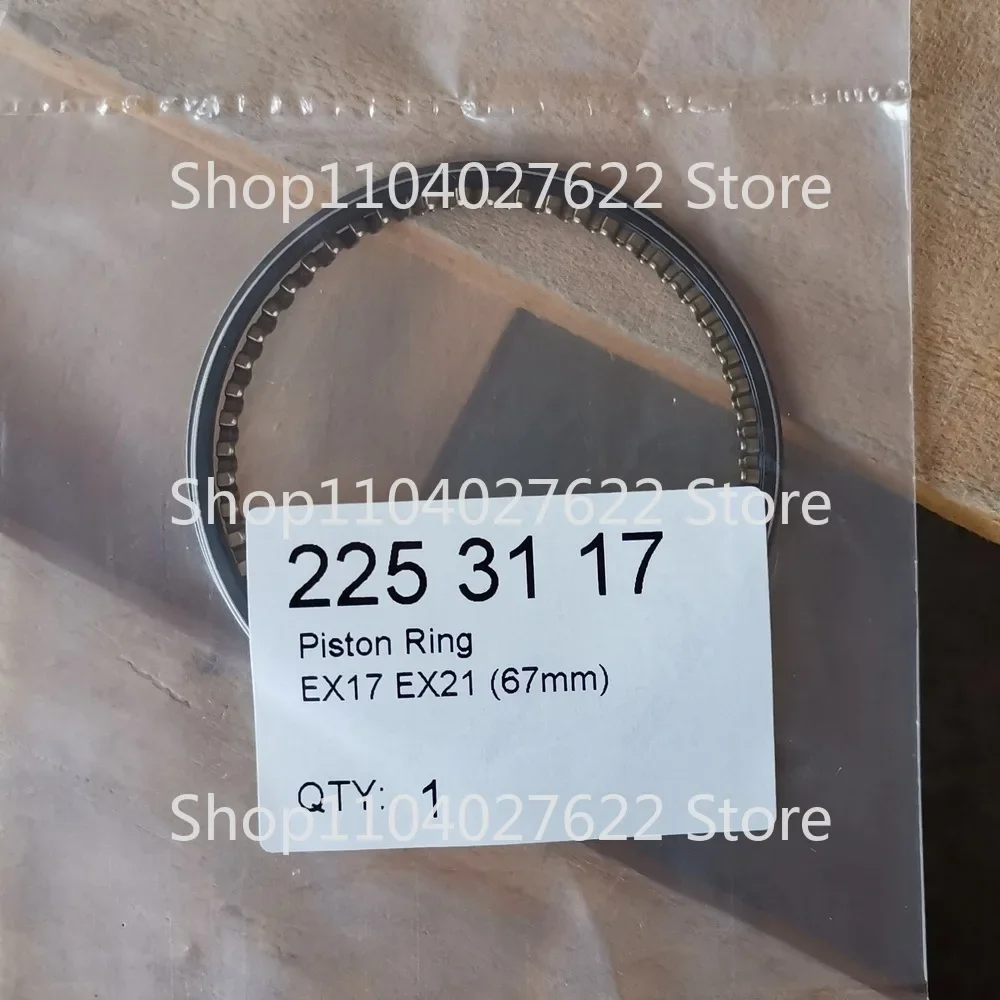 Shop1104027622 Store
Shop1104027622 Store
225 31 17
Piston Ring
EX17 EX21 (67mm)
QTY: 1
Shop1104027622 Store